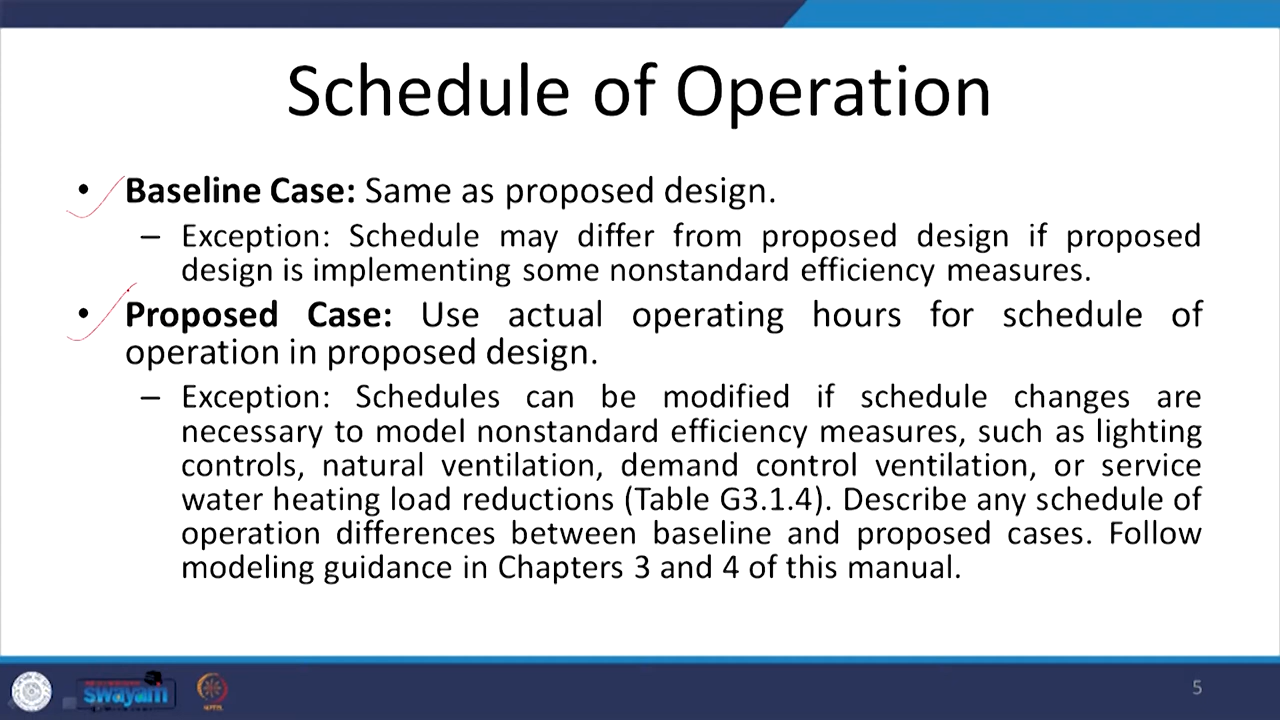 Schedule of Operation
• Baseline Case: Same as proposed design.
– Exception: Schedule may differ from proposed design if proposed
design is implementing some nonstandard efficiency measures.
• Proposed Case: Use actual operating hours for schedule of
operation in proposed design.
– Exception: Schedules can be modified if schedule changes are
necessary to model nonstandard efficiency measures, such as lighting
controls, natural ventilation, demand control ventilation, or service
water heating load reductions (Table G3.1.4). Describe any schedule of
operation differences between baseline and proposed cases. Follow
modeling guidance in Chapters 3 and 4 of this manual.
swayam
5